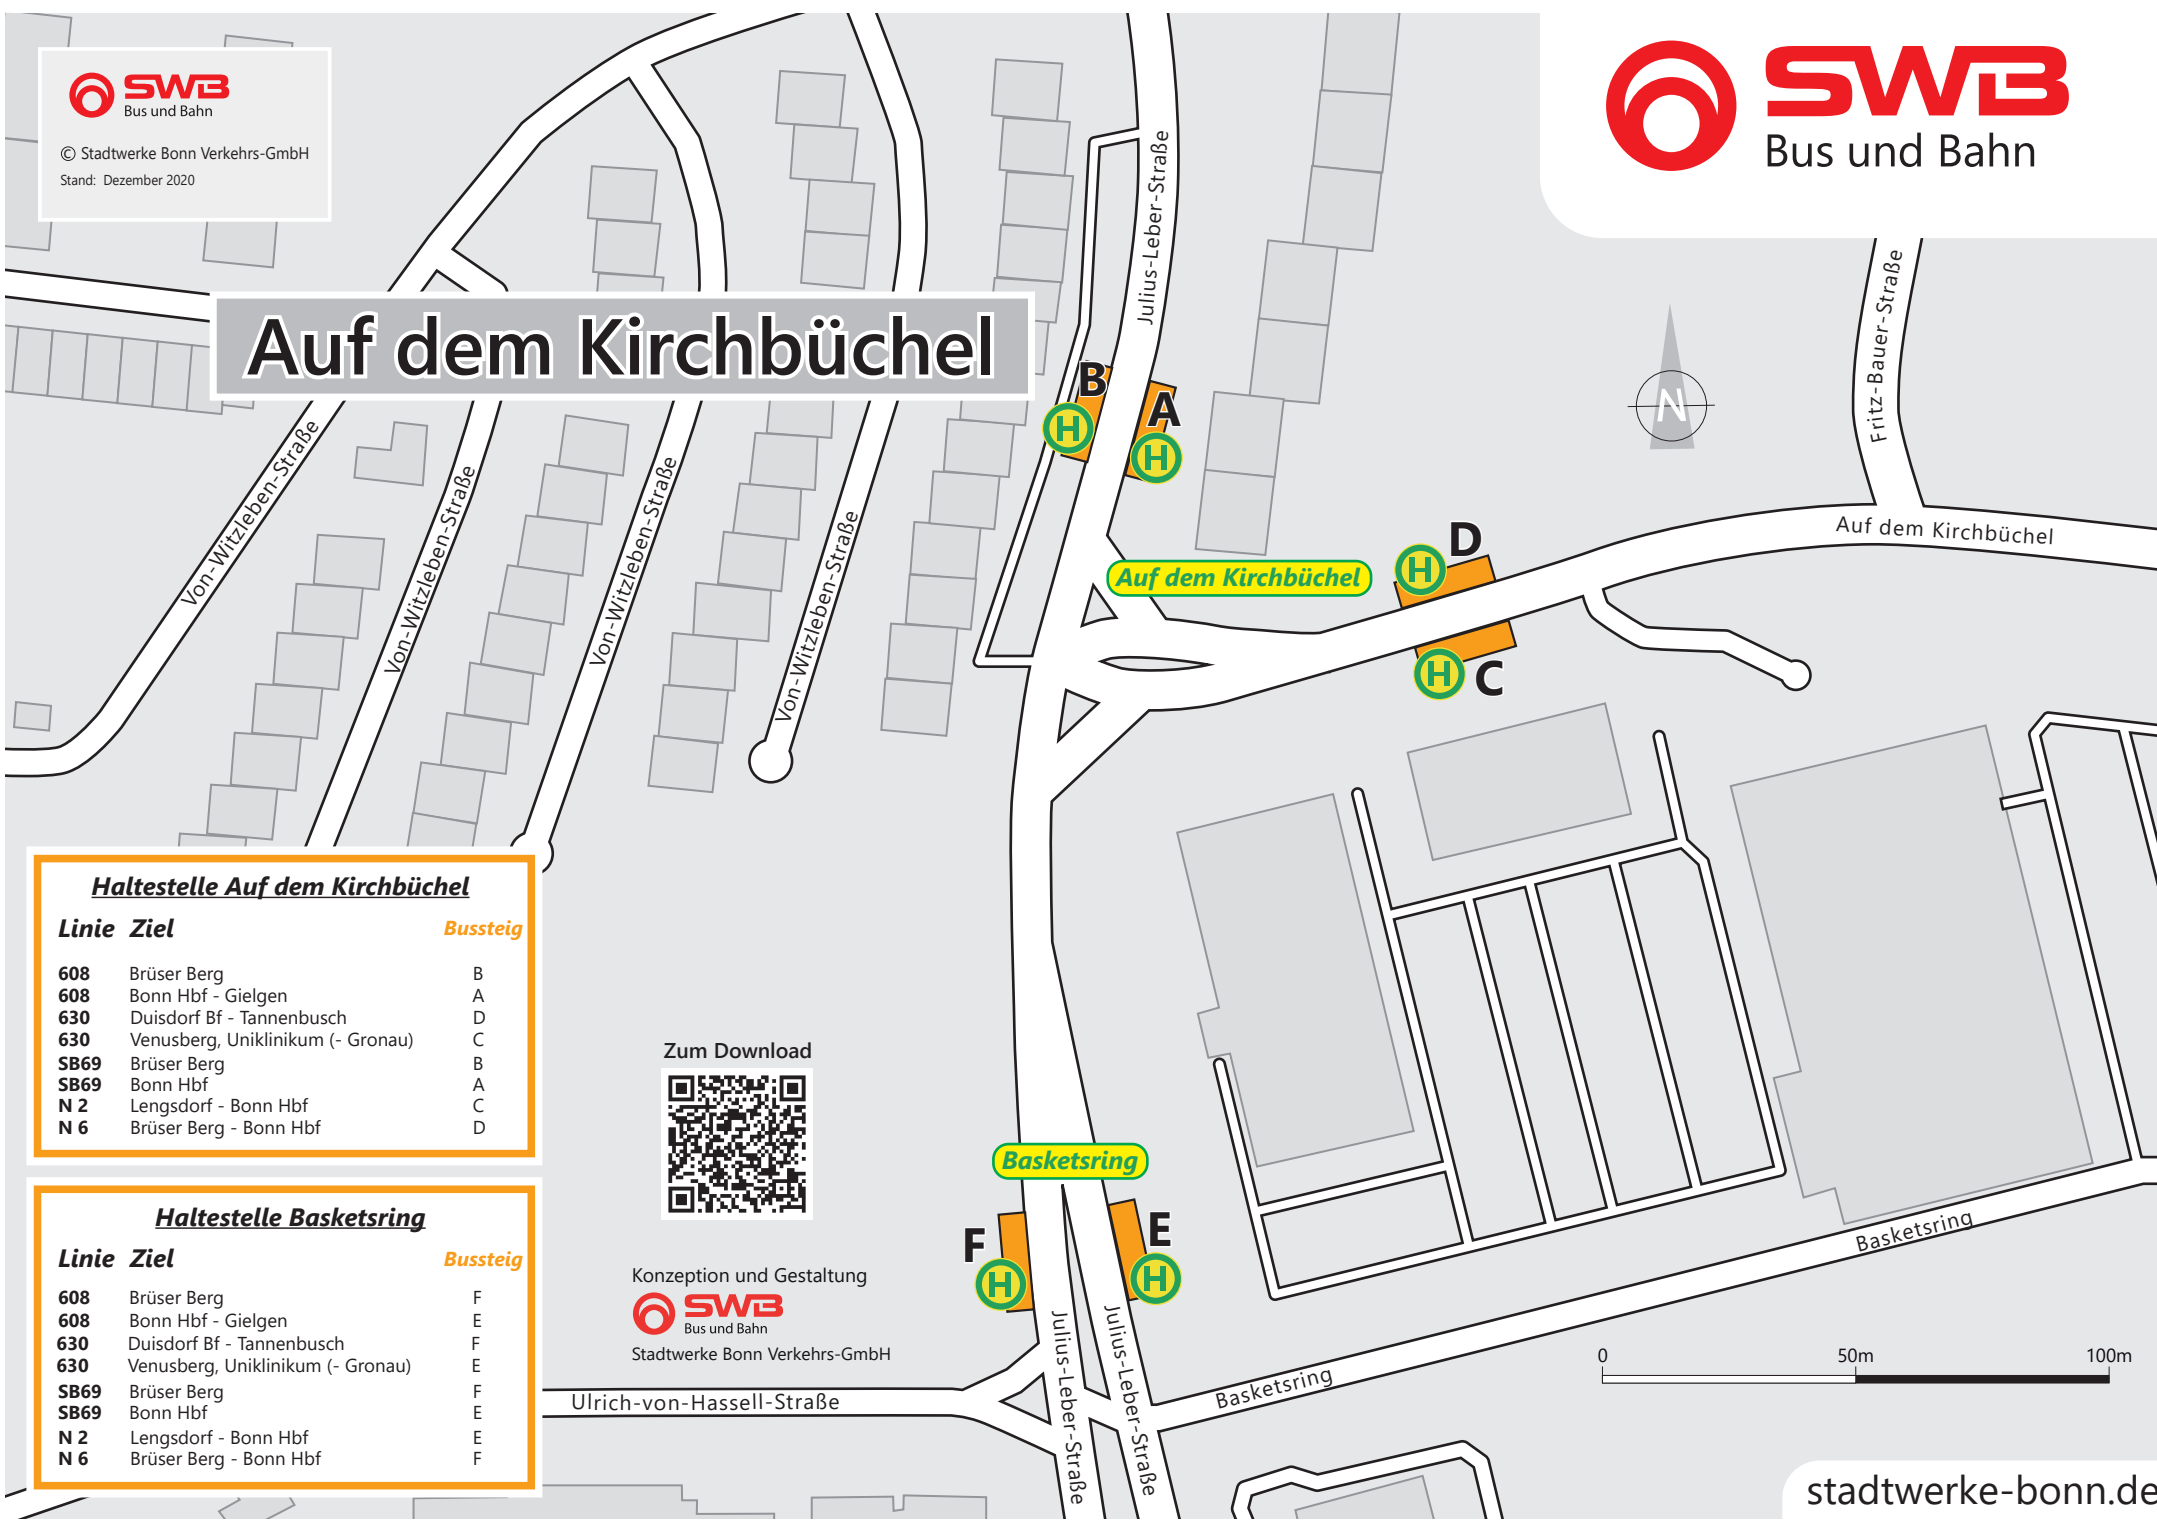 SWB
Bus und Bahn
© Stadtwerke Bonn Verkehrs-GmbH
Stand: Dezember 2020
SWB
Bus und Bahn
Auf dem Kirchbüchel
Julius-Leber-Straße
Fritz-Bauer-Straße
N
B
H
A
H
Von-Witzleben-Straße
Von-Witzleben-Straße
Von-Witzleben-Straße
Von-Witzleben-Straße
Auf dem Kirchbüchel
D
H
Auf dem Kirchbüchel
H
C
Haltestelle Auf dem Kirchbüchel
Linie Ziel Bussteig
608 Brüser Berg B
608 Bonn Hbf - Gielgen A
630 Duisdorf Bf - Tannenbusch D
630 Venusberg, Uniklinikum (- Gronau) C
SB69 Brüser Berg B
SB69 Bonn Hbf A
N 2 Lengsdorf - Bonn Hbf C
N 6 Brüser Berg - Bonn Hbf D
Haltestelle Basketsring
Linie Ziel Bussteig
608 Brüser Berg F
608 Bonn Hbf - Gielgen E
630 Duisdorf Bf - Tannenbusch F
630 Venusberg, Uniklinikum (- Gronau) E
SB69 Brüser Berg F
SB69 Bonn Hbf E
N 2 Lengsdorf - Bonn Hbf E
N 6 Brüser Berg - Bonn Hbf F
Zum Download
Konzeption und Gestaltung
SWB
Bus und Bahn
Stadtwerke Bonn Verkehrs-GmbH
Basketsring
F
H
E
H
Julius-Leber-Straße
Julius-Leber-Straße
Ulrich-von-Hassell-Straße
Basketsring
Basketsring
0 50m 100m
stadtwerke-bonn.de